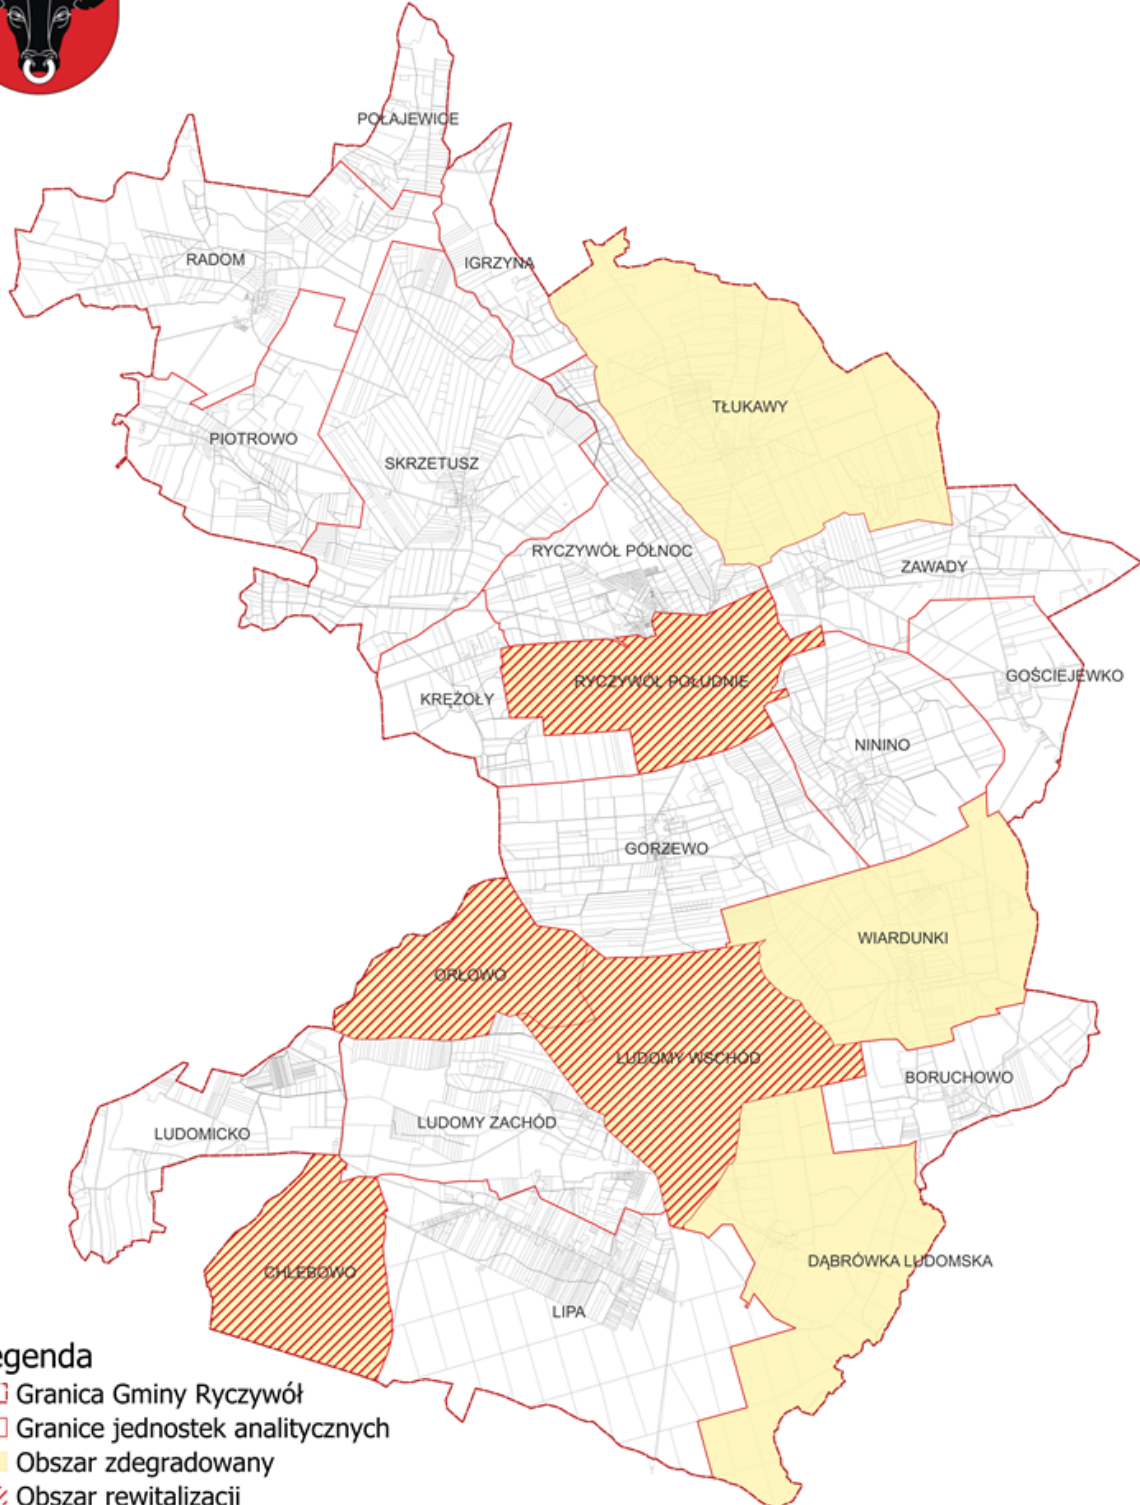 POŁAJEWICE
RADOM
IGRZYNA
TŁUKAWY
PIOTROWO
SKRZETUSZ
RYCZYWÓŁ PÓŁNOC
ZAWADY
GOŚCIEJEWKO
RYCZYWÓŁ POŁUDNIE
KRĘŻOŁY
NININO
GORZEWO
WIARDUNKI
ORŁOWO
LUDOMY WSCHÓD
BORUCHOWO
LUDOMY ZACHÓD
LUDOMICKO
DĄBRÓWKA LUDOMSKA
CHLEBOWO
LIPA
egenda
Granica Gminy Ryczywół
Granice jednostek analitycznych
Obszar zdegradowany
Obszar rewitalizacji